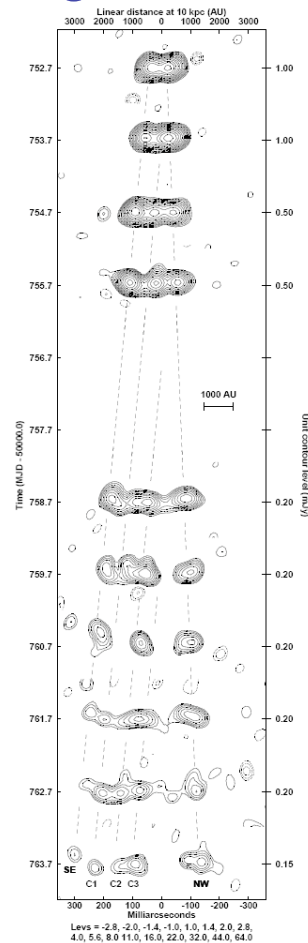 Linear distance at 10 kpc (AU)
3000 2000 1000 0 1000 2000 3000
752.7 1.00
753.7 1.00
754.7 0.50
755.7 0.50
756.7
1000 AU
757.7
Time (MJD - 50000.0)
Unit contour level (mJy)
758.7 0.20
759.7 0.20
760.7 0.20
761.7 0.20
762.7 0.20
763.7 0.15
SE C1 C2 C3 NW
300 200 100 0 -100 -200 -300
Milliarcseconds
Levs = -2.8, -2.0, -1.4, -1.0, 1.0, 1.4, 2.0, 2.8,
4.0, 5.6, 8.0, 11.0, 16.0, 22.0, 32.0, 44.0, 64.0